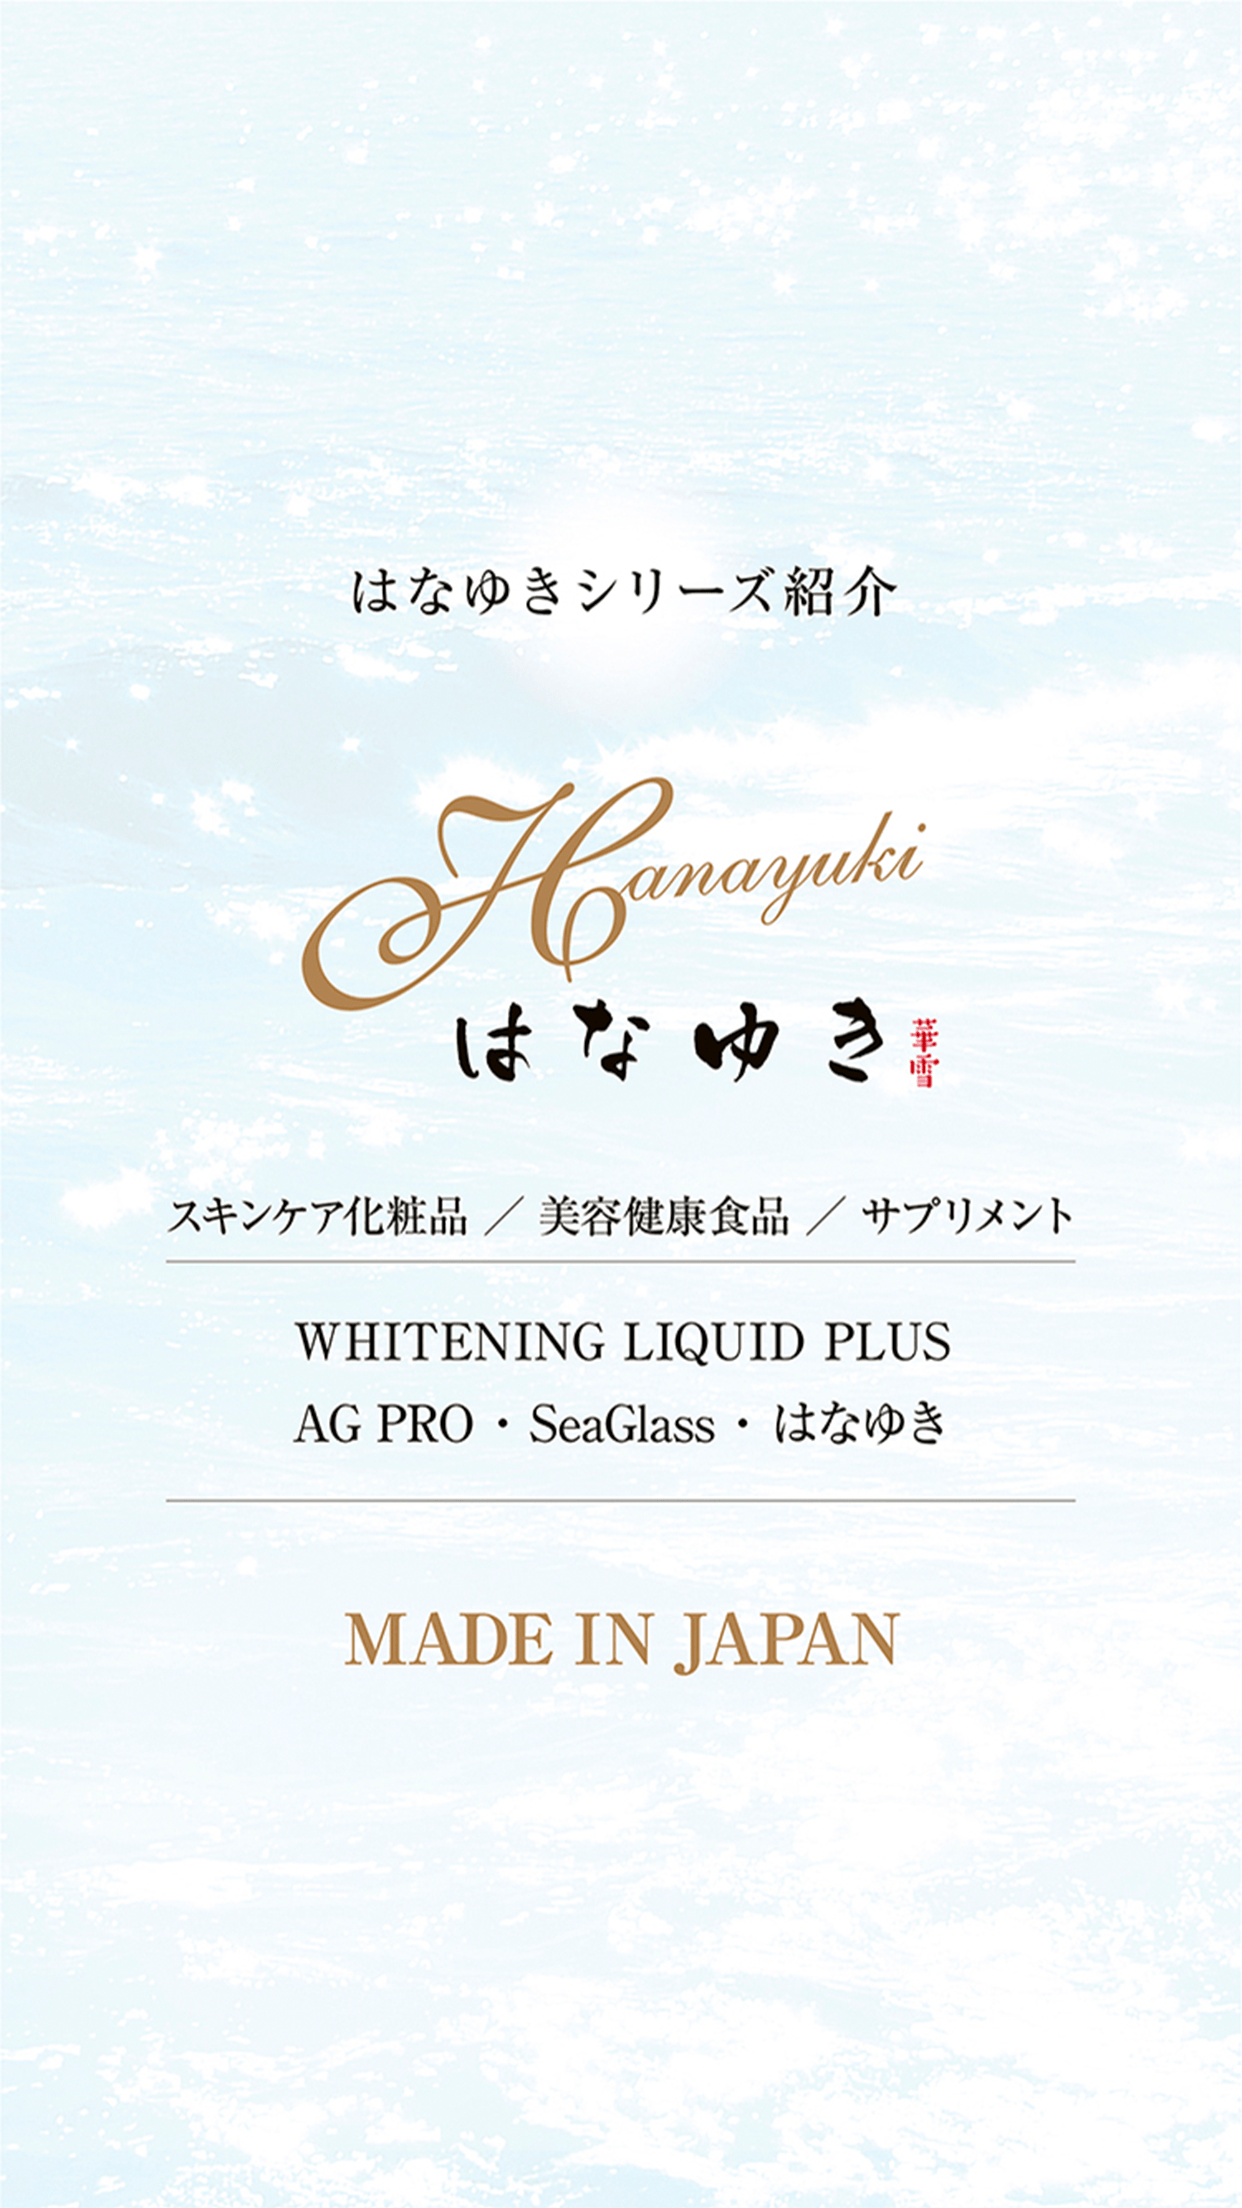 はなゆきシリーズ紹介
Hanayuki
はなゆき 華雪
スキンケア化粧品 ／ 美容健康食品 ／ サプリメント
WHITENING LIQUID PLUS
AG PRO・SeaGlass・はなゆき
MADE IN JAPAN